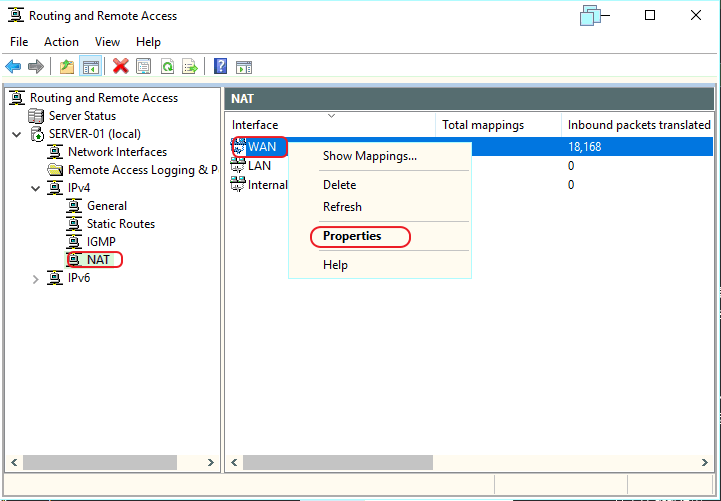 Routing and Remote Access
File Action View Help
Routing and Remote Access
Server Status
SERVER-01 (local)
Network Interfaces
Remote Access Logging & P
IPv4
General
Static Routes
IGMP
NAT
IPv6
NAT
Interface Total mappings Inbound packets translated
WAN 18,168
LAN 0
Internal 0
Show Mappings...
Delete
Refresh
Properties
Help